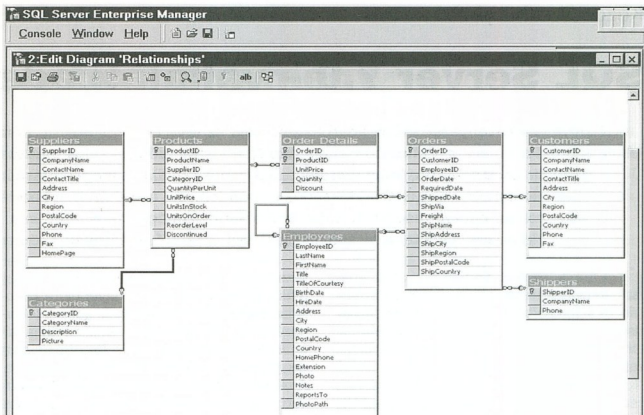 SQL Server Enterprise Manager
Console Window Help
2:Edit Diagram 'Relationships'
alb
Suppliers
SupplierID
CompanyName
ContactName
ContactTitle
Address
City
Region
PostalCode
Country
Phone
Fax
HomePage
Products
ProductID
ProductName
SupplierID
CategoryID
QuantityPerUnit
UnitPrice
UnitsInStock
UnitsOnOrder
ReorderLevel
Discontinued
Order Details
OrderID
ProductID
UnitPrice
Quantity
Discount
Orders
OrderID
CustomerID
EmployeeID
OrderDate
RequiredDate
ShippedDate
ShipVia
Freight
ShipName
ShipAddress
ShipCity
ShipRegion
ShipPostalCode
ShipCountry
Customers
CustomerID
CompanyName
ContactName
ContactTitle
Address
City
Region
PostalCode
Country
Phone
Fax
Employees
EmployeeID
LastName
FirstName
Title
TitleOfCourtesy
BirthDate
HireDate
Address
City
Region
PostalCode
Country
HomePhone
Extension
Photo
Notes
ReportsTo
PhotoPath
Categories
CategoryID
CategoryName
Description
Picture
Shippers
ShipperID
CompanyName
Phone